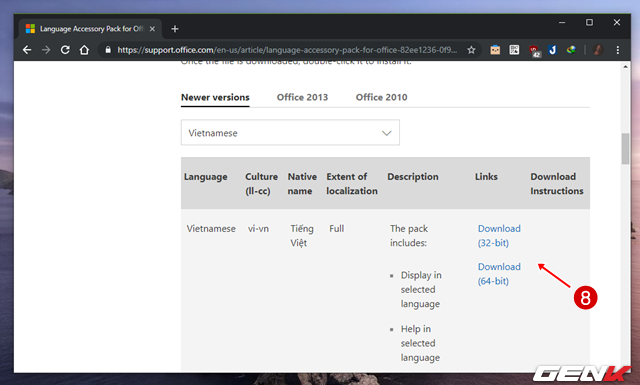 Language Accessory Pack for Off
https://support.office.com/en-us/article/language-accessory-pack-for-office-82ee1236-0f9...
42
Once the file is downloaded, double-click it to install it.
Newer versions Office 2013 Office 2010
Vietnamese
Language Culture (ll-cc) Native name Extent of localization Description Links Download Instructions
Vietnamese vi-vn Tiếng Việt Full The pack includes: Download (32-bit)
Display in selected language Download (64-bit)
8
Help in selected language
GENK